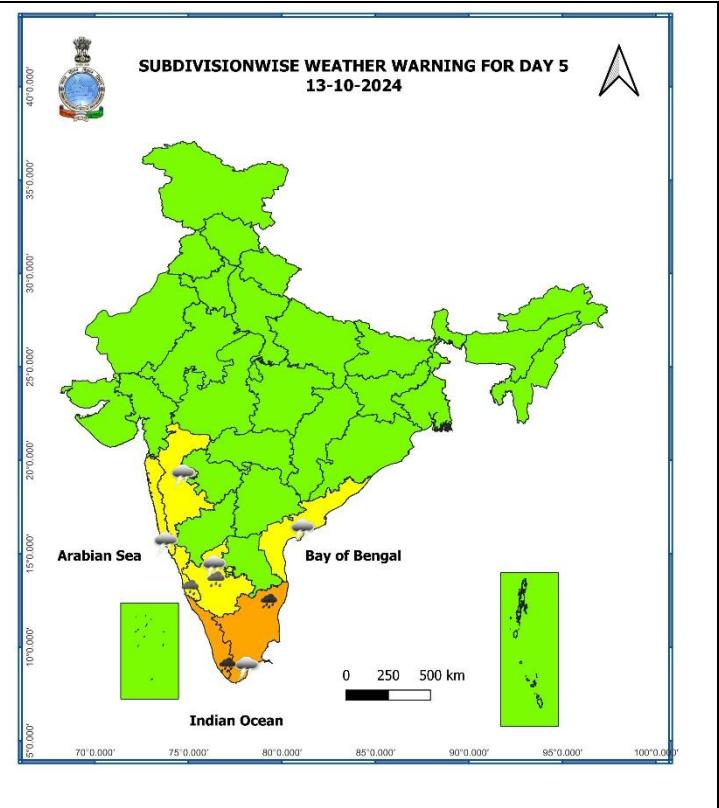 SUBDIVISIONWISE WEATHER WARNING FOR DAY 5
13-10-2024
40°0.000'
35°0.000'
30°0.000'
25°0.000'
20°0.000'
15°0.000'
10°0.000'
5°0.000'
Arabian Sea
Bay of Bengal
0 250 500 km
Indian Ocean
70°0.000' 75°0.000' 80°0.000' 85°0.000' 90°0.000' 95°0.000' 100°0.000'